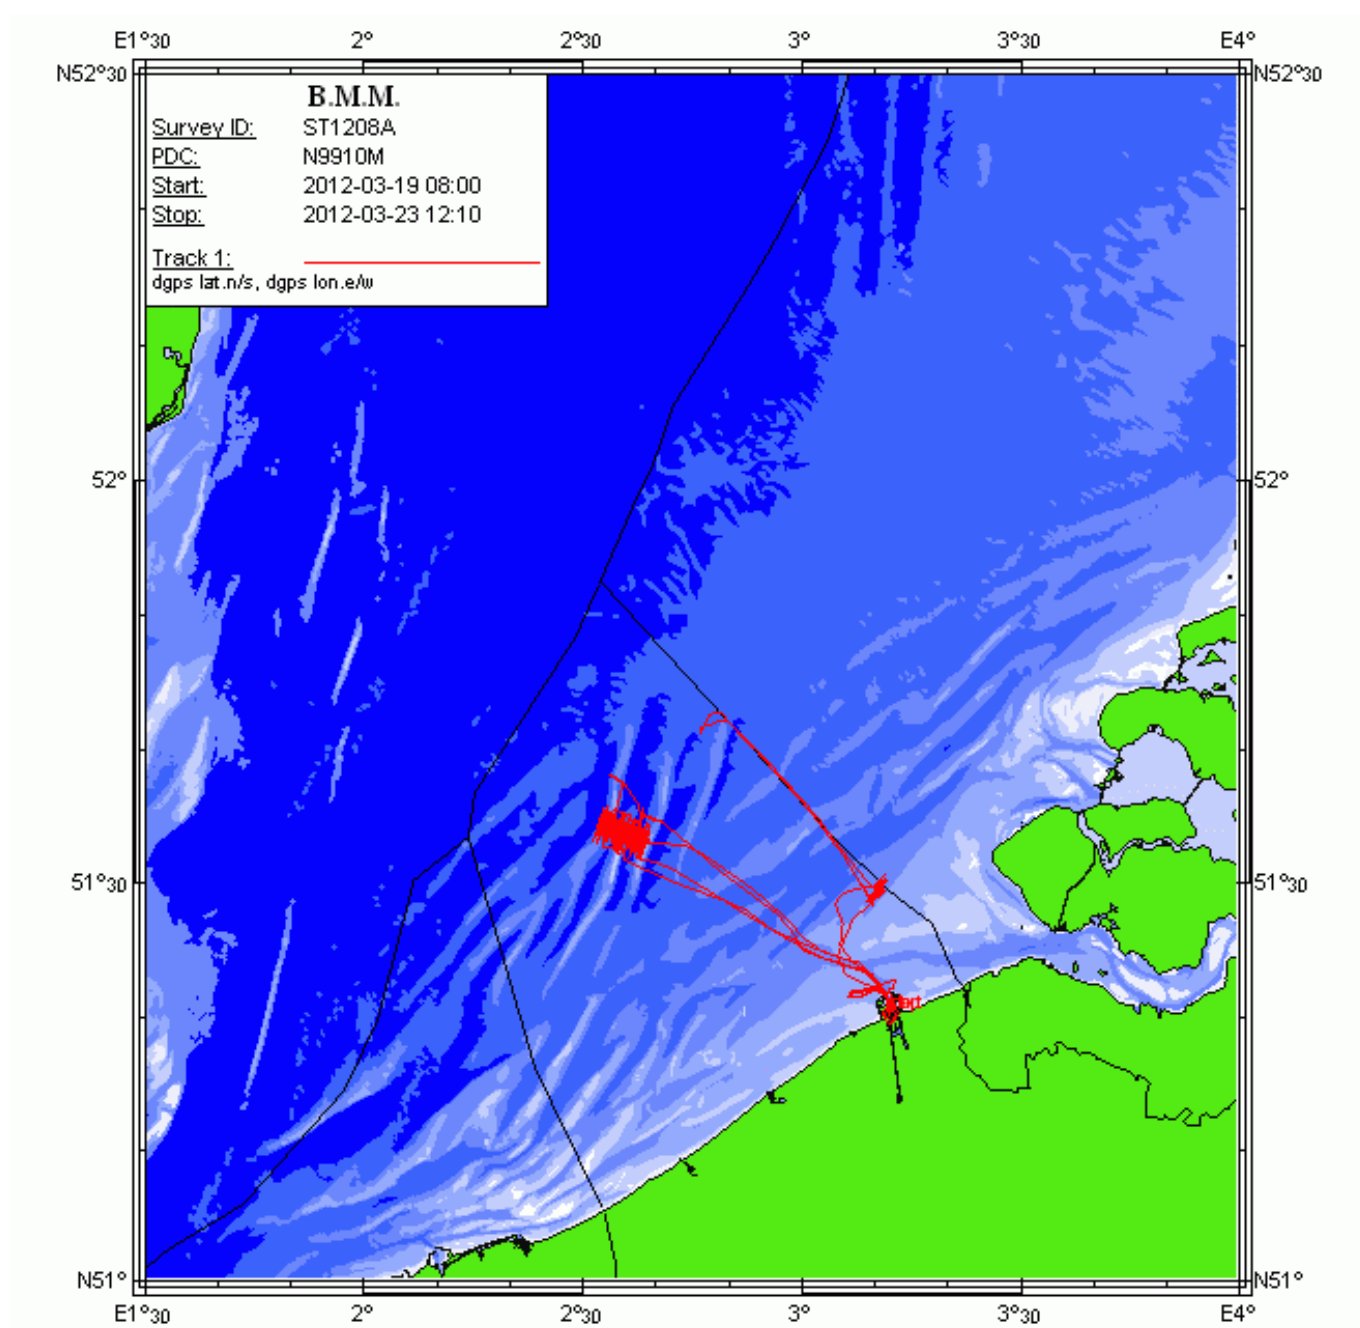 E1°30 2° 2°30 3° 3°30 E4°
N52°30 N52°30
B.M.M.
Survey ID: ST1208A
PDC: N9910M
Start: 2012-03-19 08:00
Stop: 2012-03-23 12:10
Track 1:
dgps lat.n/s, dgps lon.e/w
52° 52°
51°30 51°30
N51° N51°
E1°30 2° 2°30 3° 3°30 E4°